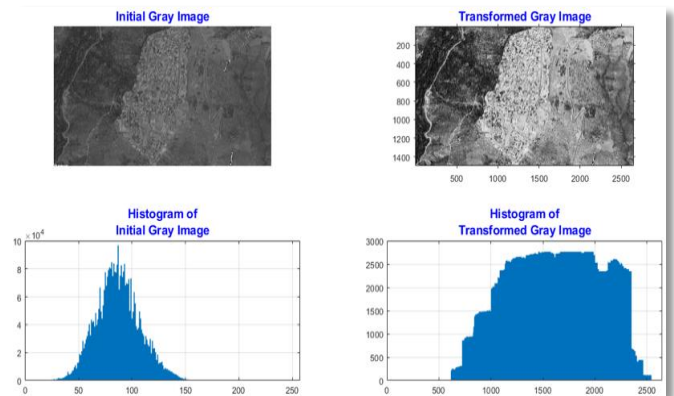 Initial Gray Image
Transformed Gray Image
200
400
600
800
1000
1200
1400
500 1000 1500 2000 2500
Histogram of
Initial Gray Image
Histogram of
Transformed Gray Image
10 × 10⁴
8
6
4
2
0
0 50 100 150 200 250
3000
2500
2000
1500
1000
500
0
0 500 1000 1500 2000 2500